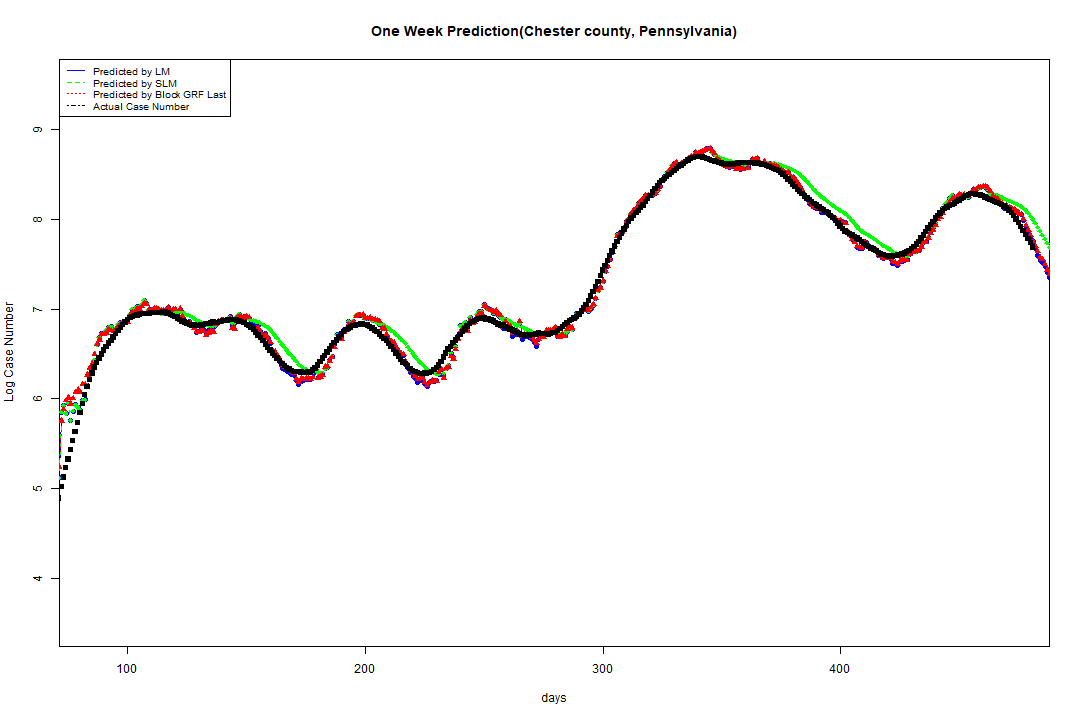 One Week Prediction(Chester county, Pennsylvania)
Predicted by LM
Predicted by SLM
Predicted by Block GRF Last
Actual Case Number
9
8
7
6
5
4
Log Case Number
100 200 300 400
days